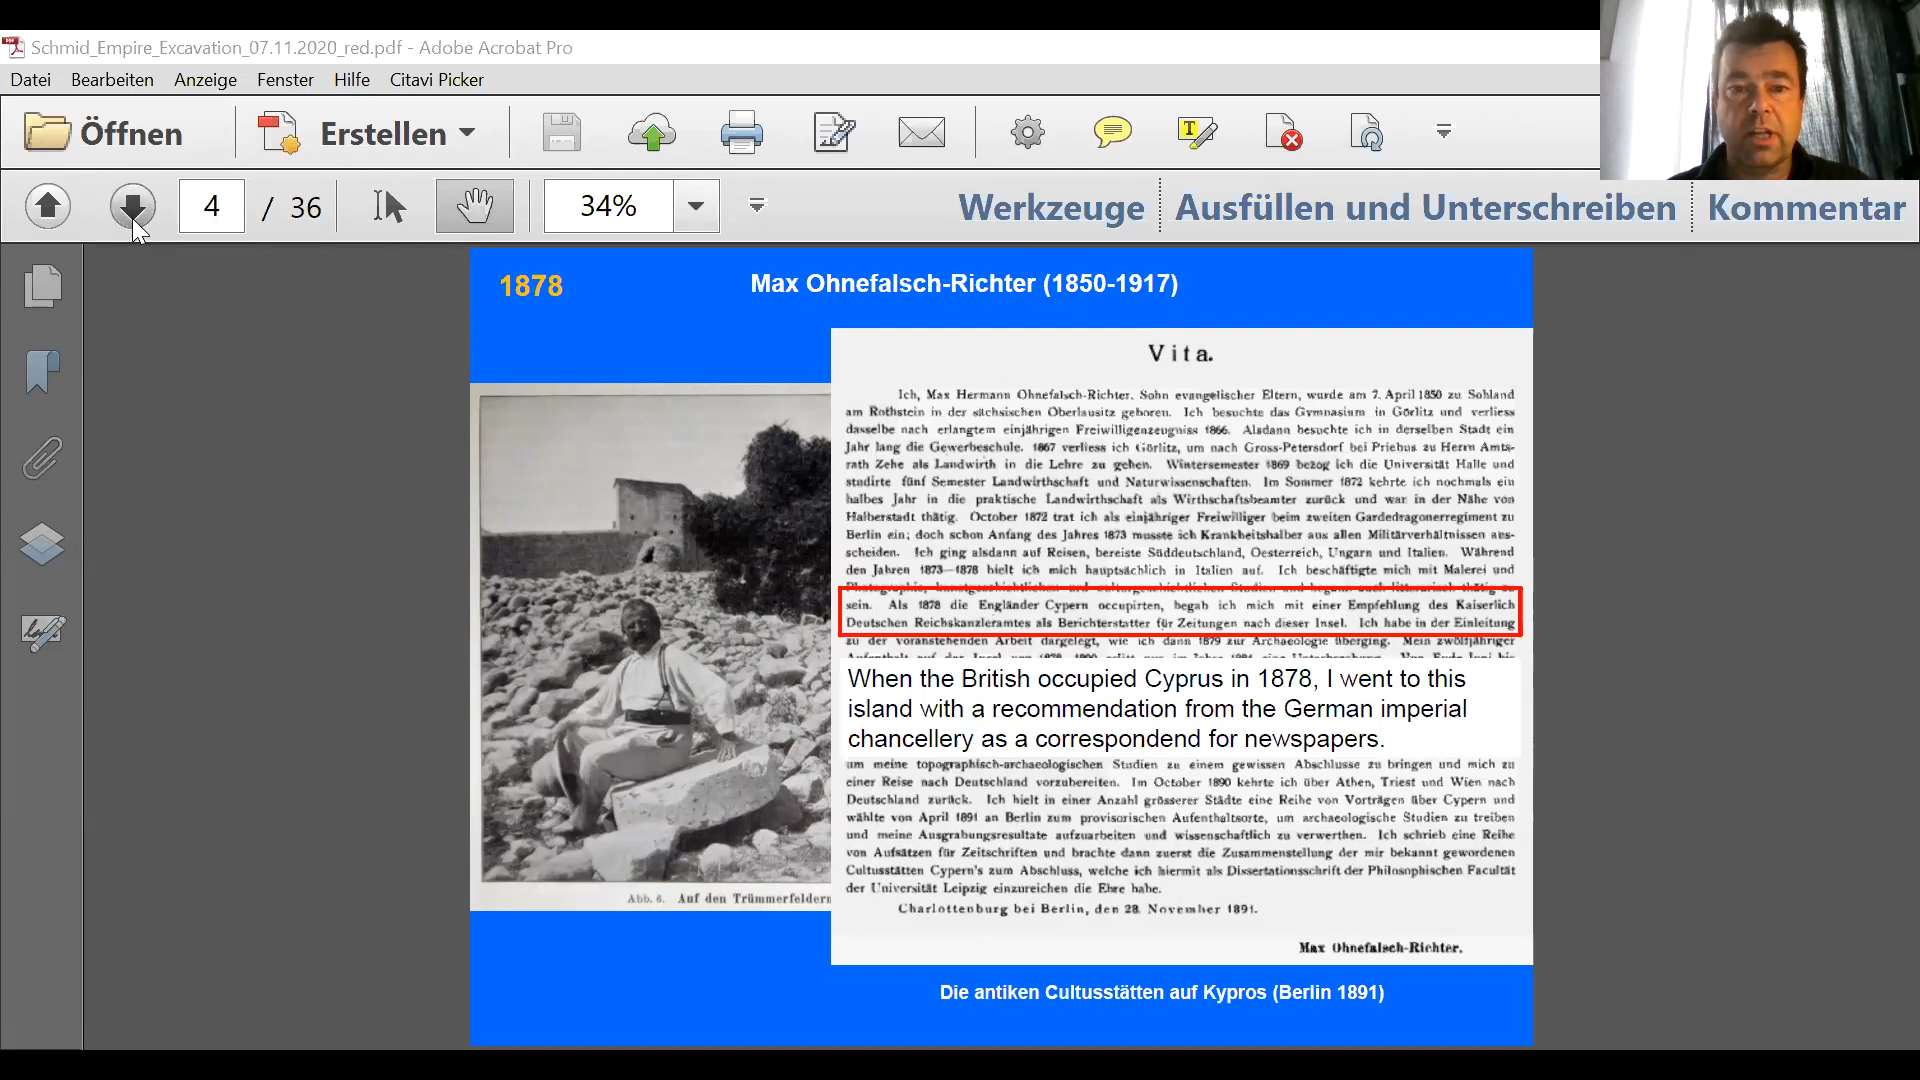 Schmid_Empire_Excavation_07.11.2020_red.pdf - Adobe Acrobat Pro
Datei Bearbeiten Anzeige Fenster Hilfe Citavi Picker
Öffnen Erstellen
4 / 36 34% Werkzeuge Ausfüllen und Unterschreiben Kommentar
1878 Max Ohnefalsch-Richter (1850-1917)
Vita.
Ich, Max Hermann Ohnefalsch-Richter, Sohn evangelischer Eltern, wurde am 7. April 1850 zu Sohland
am Rothstein in der sächsischen Oberlausitz geboren. Ich besuchte das Gymnasium in Görlitz und verliess
dasselbe nach erlangtem einjährigen Freiwilligenzeugniss 1866. Alsdann besuchte ich in derselben Stadt ein
Jahr lang die Gewerbeschule. 1867 verliess ich Görlitz, um nach Gross-Petersdorf bei Priebus zu Herrn Amts-
rath Zehe als Landwirth in die Lehre zu gehen. Wintersemester 1869 bezog ich die Universität Halle und
studirte fünf Semester Landwirthschaft und Naturwissenschaften. Im Sommer 1872 kehrte ich nochmals ein
halbes Jahr in die praktische Landwirthschaft als Wirthschaftsbeamter zurück und war in der Nähe von
Halberstadt thätig. October 1872 trat ich als einjähriger Freiwilliger beim zweiten Gardedragonerregiment zu
Berlin ein; doch schon Anfang des Jahres 1873 musste ich Krankheitshalber aus allen Militärverhältnissen aus-
scheiden. Ich ging alsdann auf Reisen, bereiste Süddeutschland, Oesterreich, Ungarn und Italien. Während
den Jahren 1873—1878 hielt ich mich hauptsächlich in Italien auf. Ich beschäftigte mich mit Malerei und
sein. Als 1878 die Engländer Cypern occupirten, begab ich mich mit einer Empfehlung des Kaiserlich
Deutschen Reichskanzleramtes als Berichterstatter für Zeitungen nach dieser Insel. Ich habe in der Einleitung
zu der voranstehenden Arbeit dargelegt, wie ich dann 1879 zur Archaeologie überging. Mein zwölfjähriger
When the British occupied Cyprus in 1878, I went to this
island with a recommendation from the German imperial
chancellery as a correspondend for newspapers.
um meine topographisch-archaeologischen Studien zu einem gewissen Abschlusse zu bringen und mich zu
einer Reise nach Deutschland vorzubereiten. Im October 1890 kehrte ich über Athen, Triest und Wien nach
Deutschland zurück. Ich hielt in einer Anzahl grösserer Städte eine Reihe von Vorträgen über Cypern und
wählte von April 1891 an Berlin zum provisorischen Aufenthaltsorte, um archaeologische Studien zu treiben
und meine Ausgrabungsresultate aufzuarbeiten und wissenschaftlich zu verwerthen. Ich schrieb eine Reihe
von Aufsätzen für Zeitschriften und brachte dann zuerst die Zusammenstellung der mir bekannt gewordenen
Cultusstätten Cypern's zum Abschluss, welche ich hiermit als Dissertationsschrift der Philosophischen Facultät
der Universität Leipzig einzureichen die Ehre habe.
Charlottenburg bei Berlin, den 28. November 1891.
Max Ohnefalsch-Richter.
Abb. 6. Auf den Trümmerfeldern
Die antiken Cultusstätten auf Kypros (Berlin 1891)